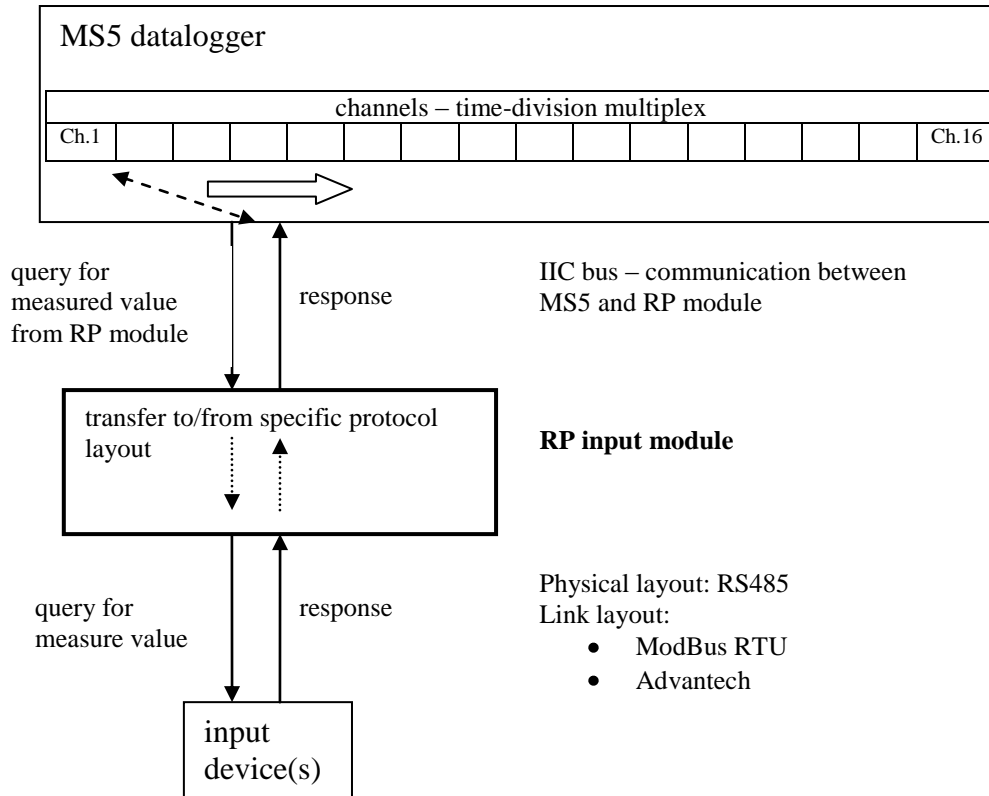 MS5 datalogger
channels – time-division multiplex
Ch.1
Ch.16
query for
measured value
from RP module
response
IIC bus – communication between
MS5 and RP module
transfer to/from specific protocol
layout
RP input module
query for
measure value
response
Physical layout: RS485
Link layout:
• ModBus RTU
• Advantech
input
device(s)